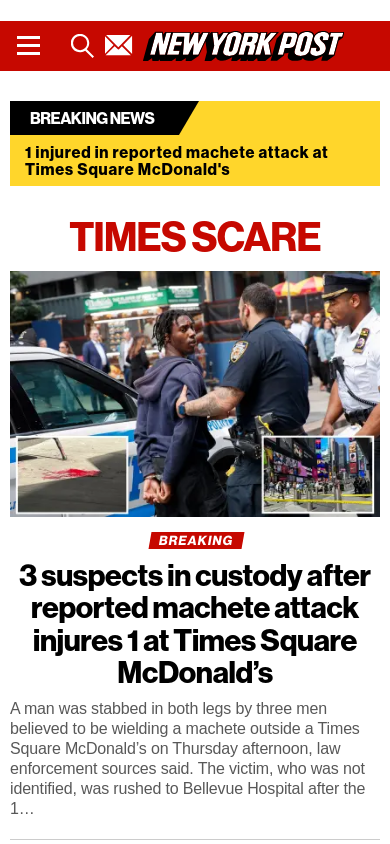 NEW YORK POST
BREAKING NEWS
1 injured in reported machete attack at
Times Square McDonald's
TIMES SCARE
BREAKING
3 suspects in custody after
reported machete attack
injures 1 at Times Square
McDonald’s
A man was stabbed in both legs by three men
believed to be wielding a machete outside a Times
Square McDonald’s on Thursday afternoon, law
enforcement sources said. The victim, who was not
identified, was rushed to Bellevue Hospital after the
1…